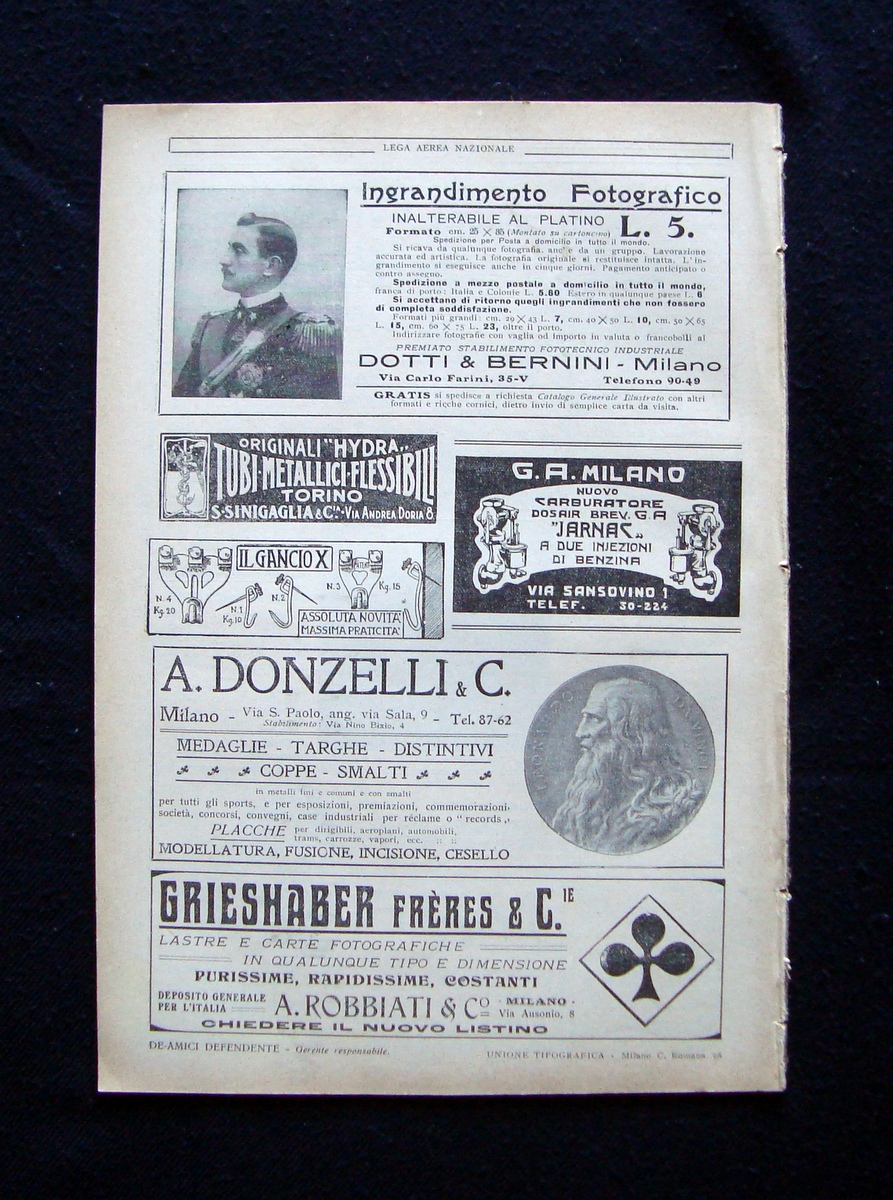 LEGA AEREA NAZIONALE
Ingrandimento Fotografico
INALTERABILE AL PLATINO L. 5.
Formato cm. 25 × 35 (Montato su cartoncino)
Spedizione per Posta a domicilio in tutto il mondo.
Si ricava da qualunque fotografia. anche da un gruppo. Lavorazione
accurata ed artistica. La fotografia originale si restituisce intatta. L'in-
grandimento si eseguisce anche in cinque giorni. Pagamento anticipato o
contro assegno.
Spedizione a mezzo postale a domicilio in tutto il mondo,
franca di porto: Italia e Colonie L. 5.60 Estero in qualunque paese L. 6
Si accettano di ritorno quegli ingrandimenti che non fossero
di completa soddisfazione.
Formati più grandi: cm. 29 × 43 L. 7, cm. 40 × 50 L. 10, cm. 50 × 65
L. 15, cm. 60 × 75 L. 23, oltre il porto.
Indirizzare fotografie con vaglia od importo in valuta o francobolli al
PREMIATO STABILIMENTO FOTOTECNICO INDUSTRIALE
DOTTI & BERNINI - Milano
Via Carlo Farini, 35-V Telefono 90-49
GRATIS si spedisce a richiesta Catalogo Generale Illustrato con altri
formati e ricche cornici, dietro invio di semplice carta da visita.
ORIGINALI "HYDRA„
TUBI-METALLICI-FLESSIBILI
TORINO
S. SINIGAGLIA & C.ia-VIA ANDREA DORIA 8
IL GANCIO X
N. 4
Kg. 20
N. 1
Kg. 10
N. 2
N. 3
Kg. 15
ASSOLUTA NOVITÀ
MASSIMA PRATICITÀ
G. A. MILANO
NUOVO
CARBURATORE
DOSAIR BREV. G. A
"JARNAC„
A DUE INIEZIONI
DI BENZINA
VIA SANSOVINO 1
TELEF. 30-224
A. DONZELLI & C.
Milano - Via S. Paolo, ang. via Sala, 9 - Tel. 87-62
Stabilimento: Via Nino Bixio, 4
MEDAGLIE - TARGHE - DISTINTIVI
COPPE - SMALTI
in metalli fini e comuni e con smalti
per tutti gli sports, e per esposizioni, premiazioni, commemorazioni,
società, concorsi, convegni, case industriali per réclame o "records„
PLACCHE per dirigibili, aeroplani, automobili,
trams, carrozze, vapori, ecc. :: ::
MODELLATURA, FUSIONE, INCISIONE, CESELLO
GRIESHABER FRÈRES & C.IE
LASTRE E CARTE FOTOGRAFICHE
IN QUALUNQUE TIPO E DIMENSIONE
PURISSIME, RAPIDISSIME, COSTANTI
DEPOSITO GENERALE
PER L'ITALIA
A. ROBBIATI & Co
· MILANO ·
Via Ausonio, 8
CHIEDERE IL NUOVO LISTINO
DE-AMICI DEFENDENTE - Gerente responsabile.
UNIONE TIPOGRAFICA - Milano C. Romana